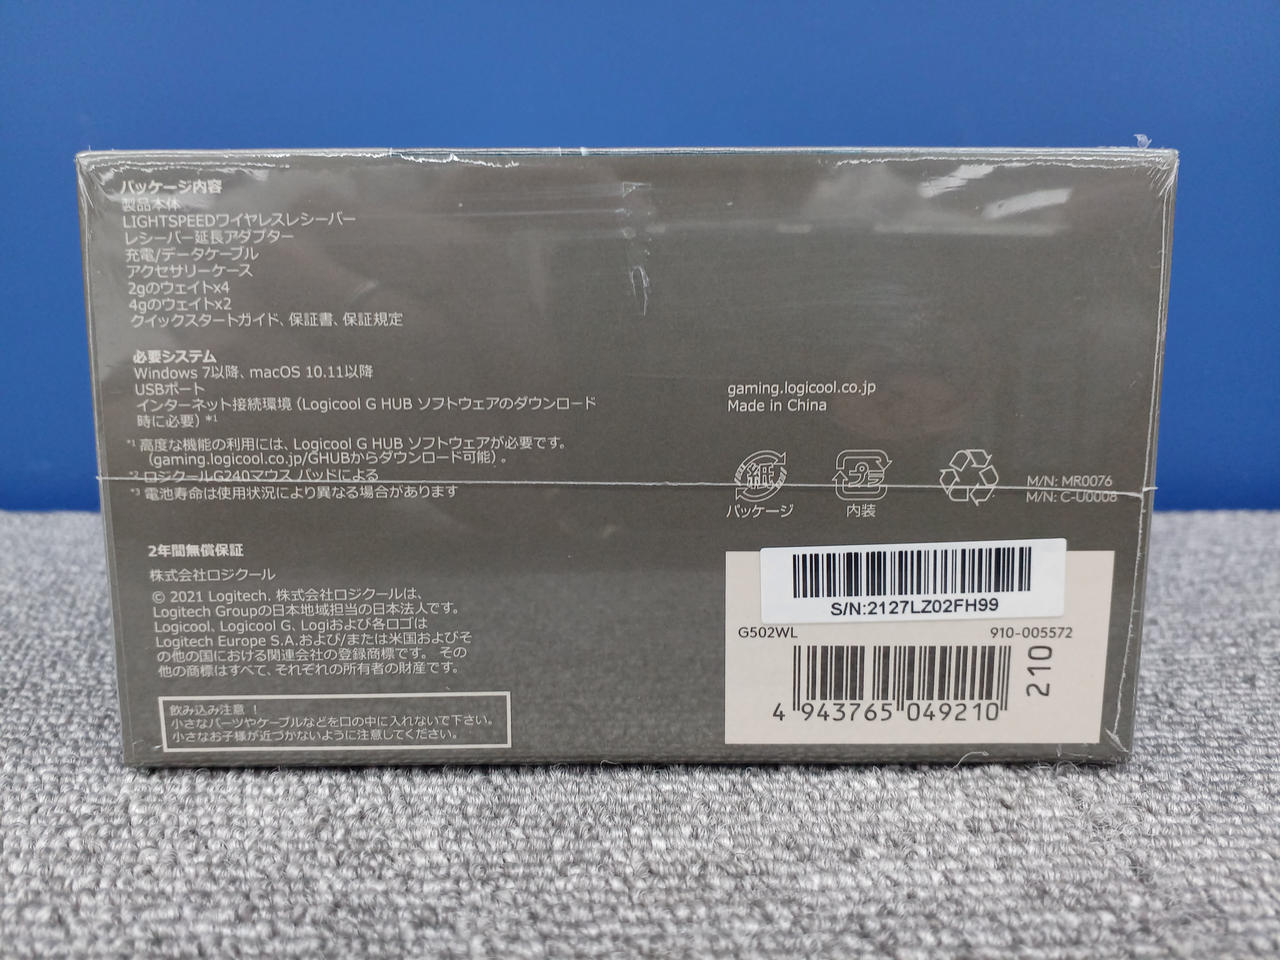 パッケージ内容
製品本体
LIGHTSPEEDワイヤレスレシーバー
レシーバー延長アダプター
充電/データケーブル
アクセサリーケース
2gのウェイトx4
4gのウェイトx2
クイックスタートガイド、保証書、保証規定
必要システム
Windows 7以降、macOS 10.11以降
USBポート
インターネット接続環境（Logicool G HUB ソフトウェアのダウンロード
時に必要）*1
*1 高度な機能の利用には、Logicool G HUB ソフトウェアが必要です。
（gaming.logicool.co.jp/GHUBからダウンロード可能）。
*2 ロジクールG240マウス パッドによる
*3 電池寿命は使用状況により異なる場合があります
2年間無償保証
株式会社ロジクール
© 2021 Logitech, 株式会社ロジクールは、
Logitech Groupの日本地域担当の日本法人です。
Logicool, Logicool G, Logiおよび各ロゴは
Logitech Europe S.A.および/または米国およびそ
の他の国における関連会社の登録商標です。 その
他の商標はすべて、それぞれの所有者の財産です。
飲み込み注意！
小さなパーツやケーブルなどを口の中に入れないで下さい。
小さなお子様が近づかないように注意してください。
gaming.logicool.co.jp
Made in China
紙
プラ
パッケージ
内装
M/N: MR0076
M/N: C-U0008
S/N:2127LZ02FH99
G502WL
910-005572
210
4 943765 049210